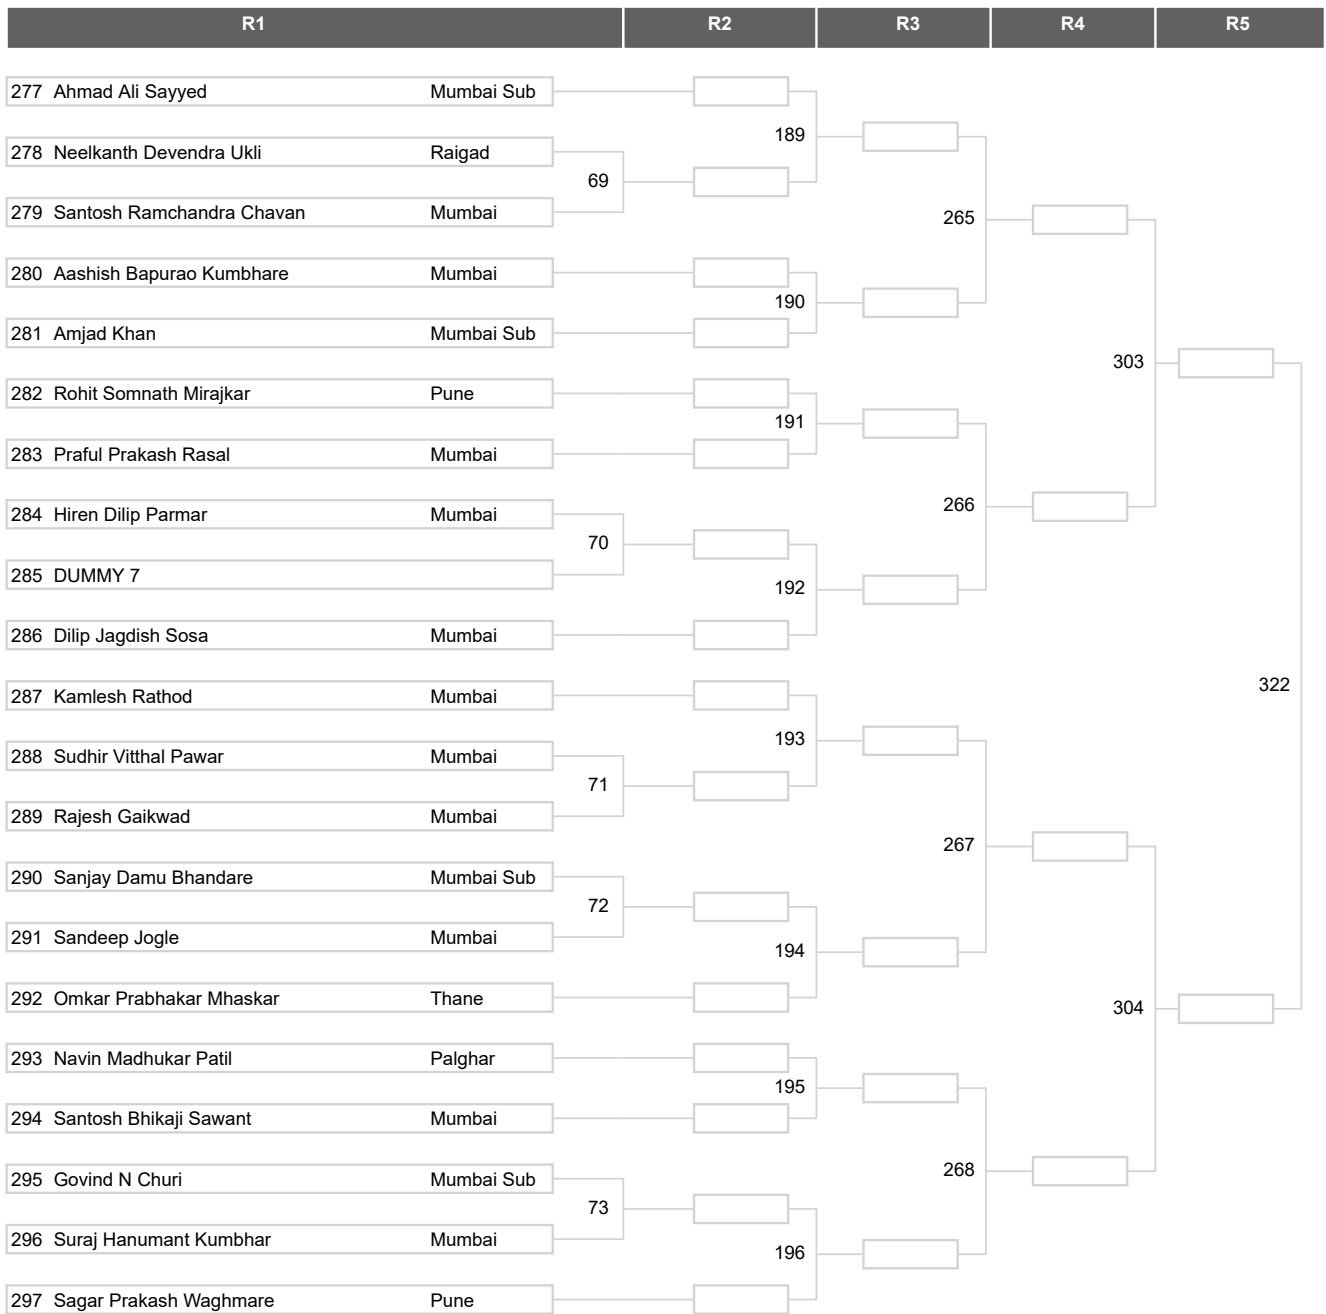 R1 R2 R3 R4 R5
277 Ahmad Ali Sayyed Mumbai Sub
189
278 Neelkanth Devendra Ukli Raigad
69
279 Santosh Ramchandra Chavan Mumbai
265
280 Aashish Bapurao Kumbhare Mumbai
190
281 Amjad Khan Mumbai Sub
303
282 Rohit Somnath Mirajkar Pune
191
283 Praful Prakash Rasal Mumbai
266
284 Hiren Dilip Parmar Mumbai
70
285 DUMMY 7
192
286 Dilip Jagdish Sosa Mumbai
322
287 Kamlesh Rathod Mumbai
193
288 Sudhir Vitthal Pawar Mumbai
71
289 Rajesh Gaikwad Mumbai
267
290 Sanjay Damu Bhandare Mumbai Sub
72
291 Sandeep Jogle Mumbai
194
292 Omkar Prabhakar Mhaskar Thane
304
293 Navin Madhukar Patil Palghar
195
294 Santosh Bhikaji Sawant Mumbai
268
295 Govind N Churi Mumbai Sub
73
296 Suraj Hanumant Kumbhar Mumbai
196
297 Sagar Prakash Waghmare Pune